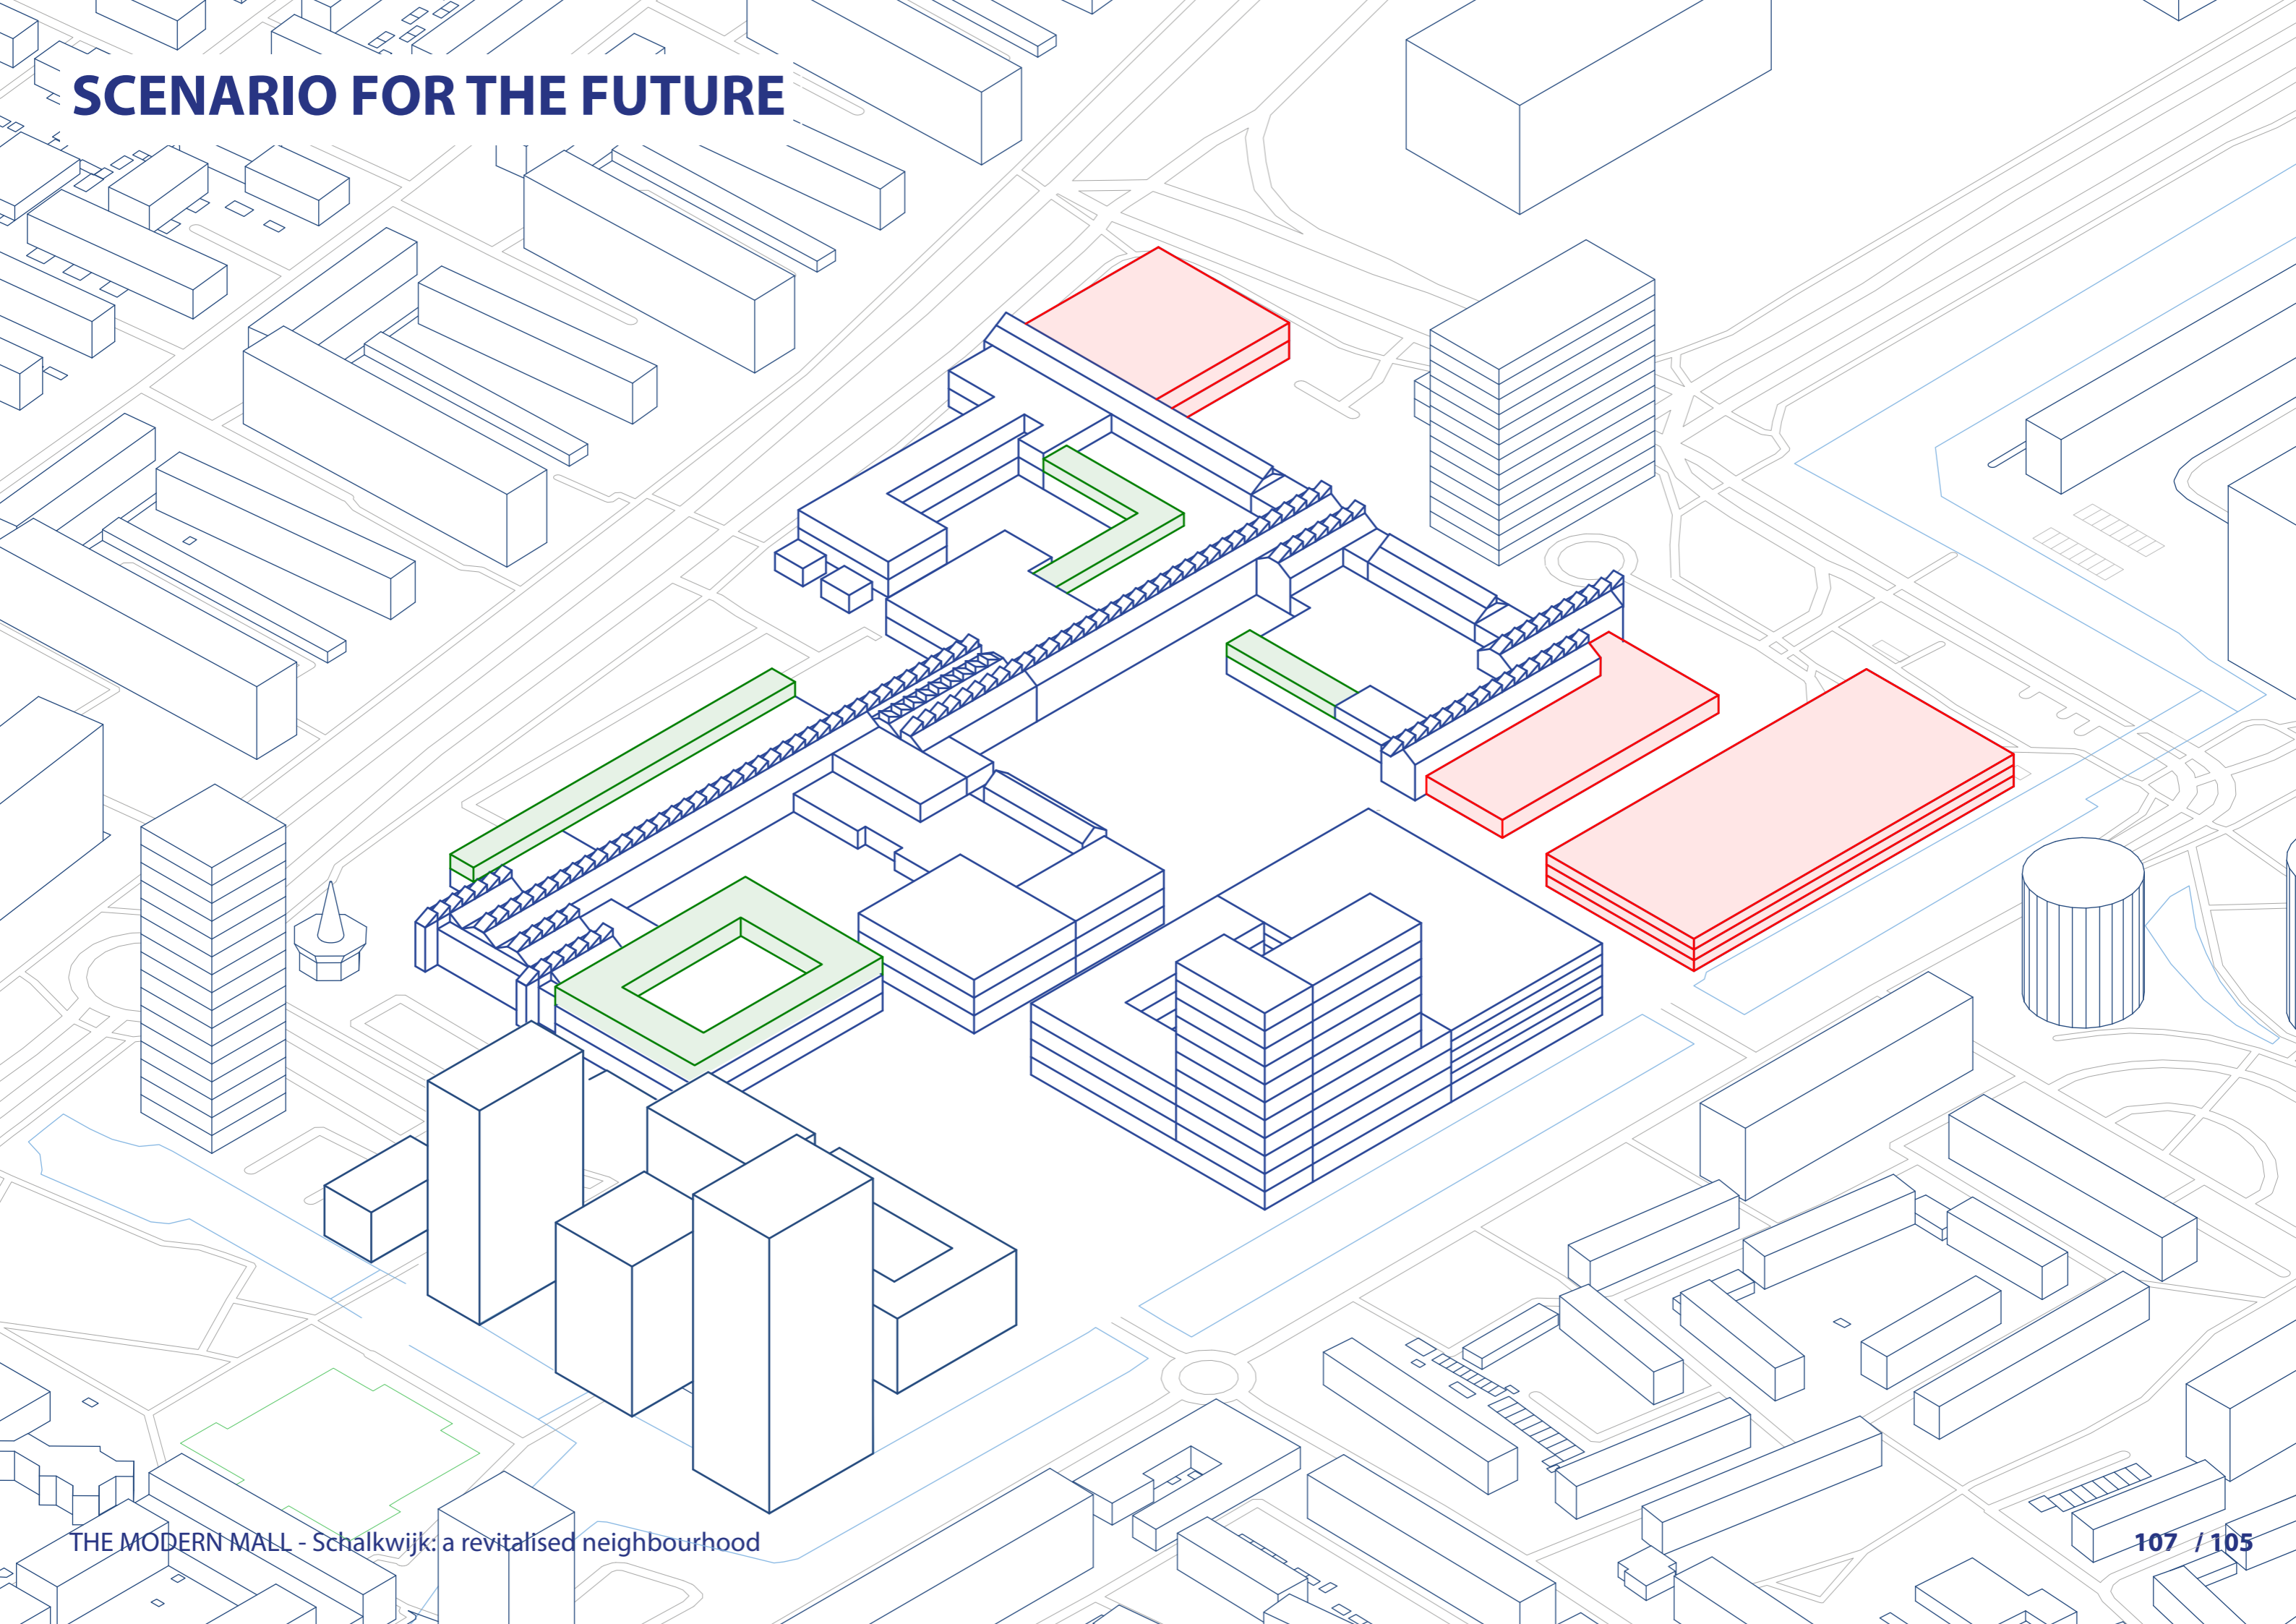 SCENARIO FOR THE FUTURE
THE MODERN MALL - Schalkwijk: a revitalised neighbourhood
107 / 105